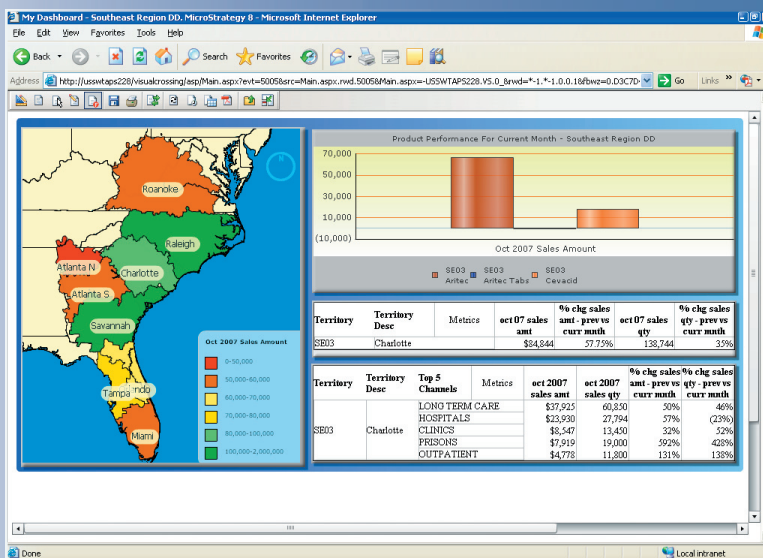 My Dashboard - Southeast Region DD. MicroStrategy 8 - Microsoft Internet Explorer
File Edit View Favorites Tools Help
Back Search Favorites
Address http://usswtaps228/visualcrossing/asp/Main.aspx?evt=5005&src=Main.aspx.rwd.5005&Main.aspx=-USSWTAPS228.VS.0_&rwd=*-1.*-1.0.0.1&fbwz=0.D3C7D Go Links »
Roanoke
Raleigh
Atlanta N
Charlotte
Atlanta S
Savannah
Tampa
Miami
Oct 2007 Sales Amount
0-50,000
50,000-60,000
60,000-70,000
70,000-80,000
80,000-100,000
100,000-2,000,000
Product Performance For Current Month - Southeast Region DD
70,000
50,000
30,000
10,000
(10,000)
Oct 2007 Sales Amount
SE03 Aritec
SE03 Aritec Tabs
SE03 Cevacid
Territory Territory Desc Metrics oct 07 sales amt % chg sales amt - prev vs curr mnth oct 07 sales qty % chg sales qty - prev vs curr mnth
SE03 Charlotte $84,844 57.75% 138,744 35%
Territory Territory Desc Top 5 Channels Metrics oct 2007 sales amt oct 2007 sales qty % chg sales amt - prev vs curr mnth % chg sales qty - prev vs curr mnth
SE03 Charlotte LONG TERM CARE $37,925 60,850 50% 46%
HOSPITALS $23,930 27,794 57% (23%)
CLINICS $8,547 13,450 32% 52%
PRISONS $7,919 19,000 592% 428%
OUTPATIENT $4,778 11,800 131% 138%
Done Local intranet